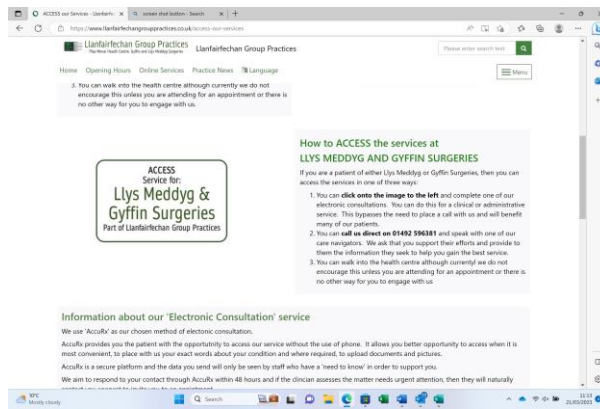 ACCESS our Services - Llanfairf
screen shot button - Search
https://www.llanfairfechangrouppractices.co.uk/access-our-services
Llanfairfechan Group Practices
Llanfairfechan Group Practices
Please enter search text
Home Opening Hours Online Services Practice News Language
Menu
3. You can walk into the health centre although currently we do not
encourage this unless you are attending for an appointment or there is
no other way for you to engage with us.
ACCESS
Service for:
Llys Meddyg &
Gyffin Surgeries
Part of Llanfairfechan Group Practices
How to ACCESS the services at
LLYS MEDDYG AND GYFFIN SURGERIES
If you are a patient of either Llys Meddyg or Gyffin Surgeries, then you can
access the services in one of three ways:
1. You can click onto the image to the left and complete one of our
electronic consultations. You can do this for a clinical or administrative
service. This bypasses the need to place a call with us and will benefit
many of our patients.
2. You can call us direct on 01492 596381 and speak with one of our
care navigators. We ask that you support their efforts and provide to
them the information they seek to help you gain the best service.
3. You can walk into the health centre although currently we do not
encourage this unless you are attending for an appointment or there is
no other way for you to engage with us
Information about our 'Electronic Consultation' service
We use 'AccuRx' as our chosen method of electonic consultation.
AccuRx provides you the patient with the opportutnity to access our service without the use of phone. It allows you better opportunity to access when it is
most convenient, to place with us your exact words about your condition and where required, to upload documents and pictures.
AccuRx is a secure platform and the data you send will only be seen by staff who have a 'need to know' in order to support you.
We aim to respond to your contact through AccuRx within 48 hours and if the clinician assesses the matter needs urgent attention, then they will naturally
10°C
Mostly cloudy
Search
11:13
21/03/2023